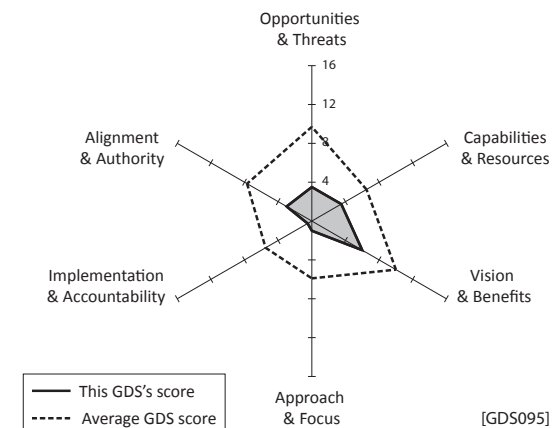 Opportunities
& Threats
16
12
8
4
Alignment
& Authority
Capabilities
& Resources
Implementation
& Accountability
Vision
& Benefits
Approach
& Focus
This GDS's score
Average GDS score
[GDS095]